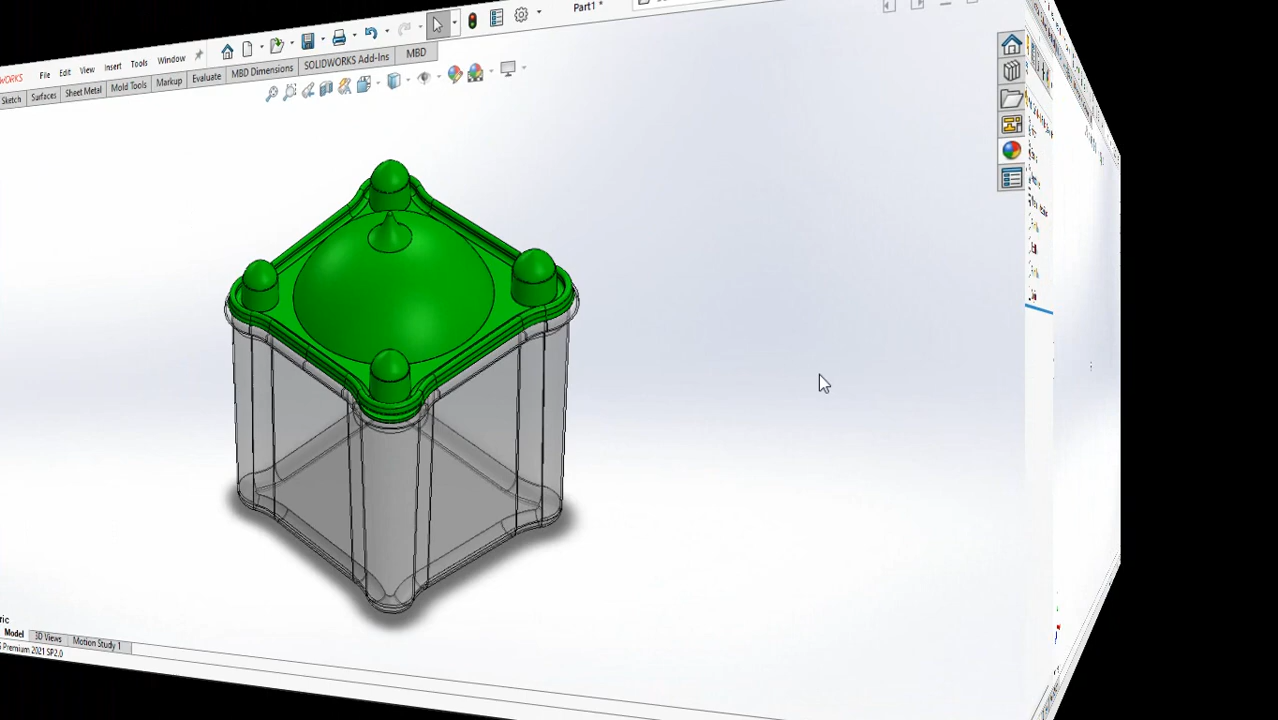 Part1 *
WORKS File Edit View Insert Tools Window
Sketch Surfaces Sheet Metal Mold Tools Markup Evaluate MBD Dimensions SOLIDWORKS Add-Ins MBD
Model 3D Views Motion Study 1
Premium 2021 SP2.0